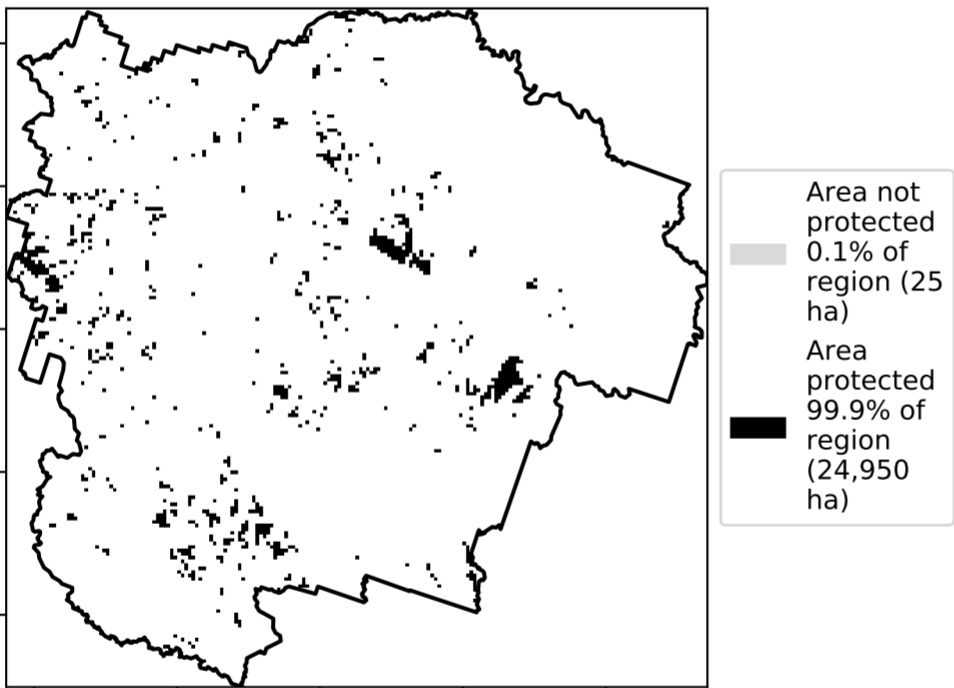 Area not
protected
0.1% of
region (25
ha)
Area
protected
99.9% of
region
(24,950
ha)